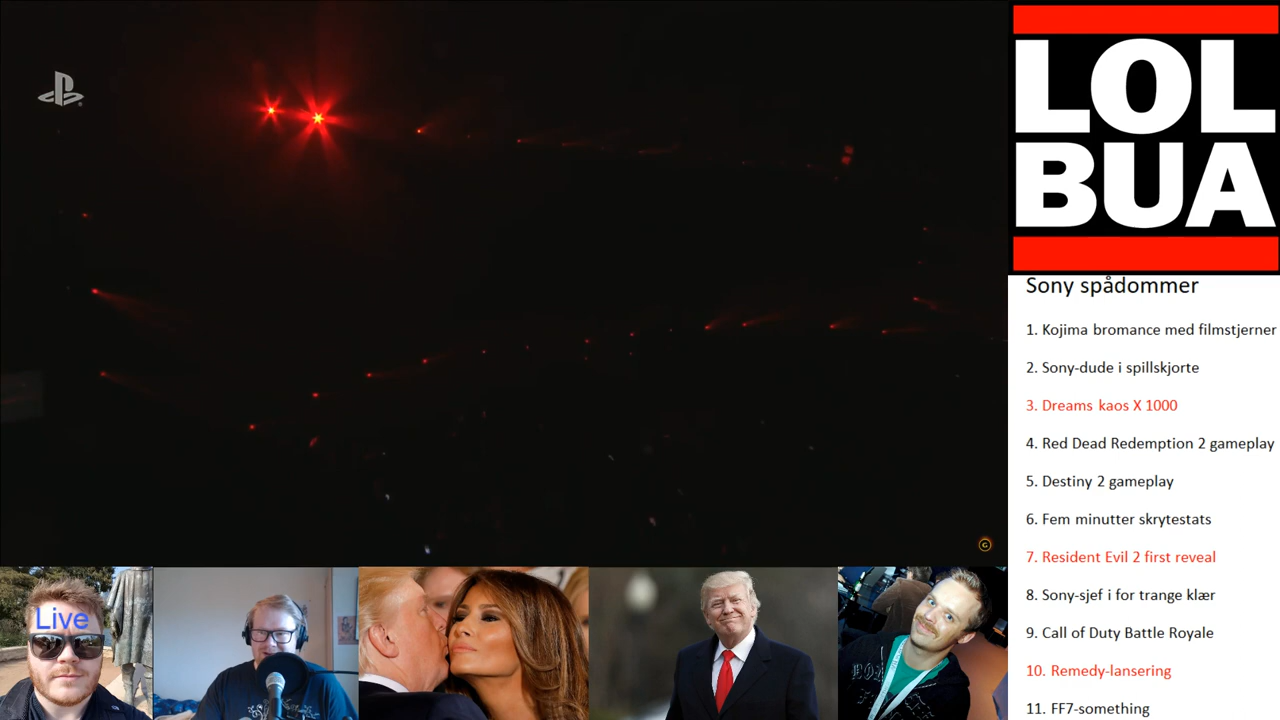 LOL
BUA
Sony spådommer
1. Kojima bromance med filmstjerner
2. Sony-dude i spillskjorte
3. Dreams kaos X 1000
4. Red Dead Redemption 2 gameplay
5. Destiny 2 gameplay
6. Fem minutter skrytestats
7. Resident Evil 2 first reveal
8. Sony-sjef i for trange klær
9. Call of Duty Battle Royale
10. Remedy-lansering
11. FF7-something
G
Live